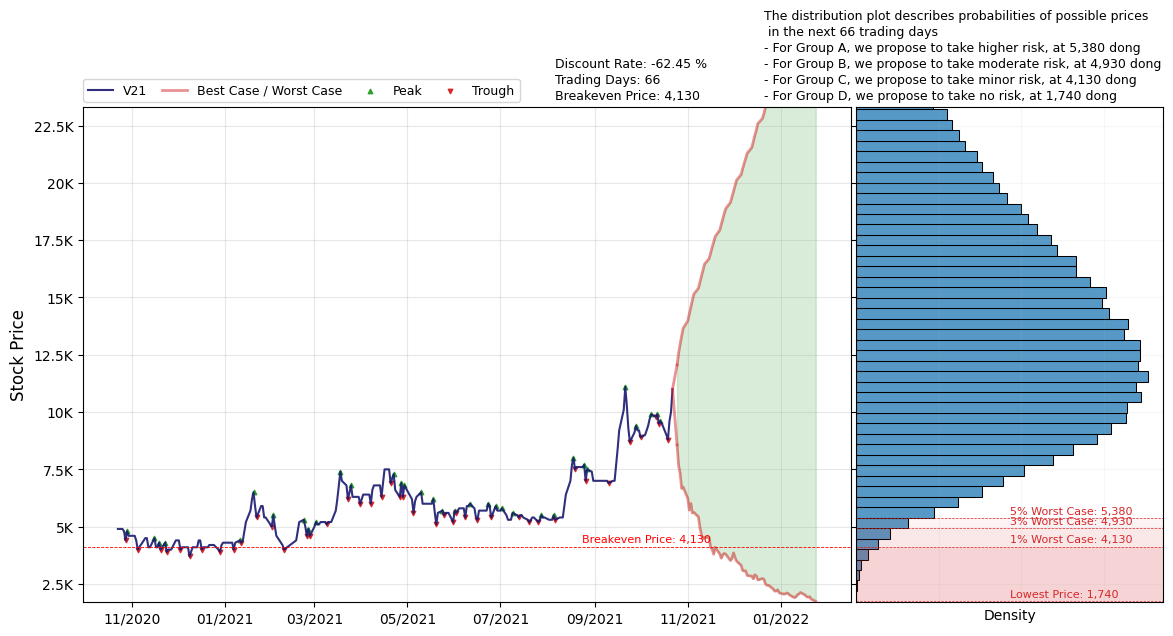 The distribution plot describes probabilities of possible prices
in the next 66 trading days
- For Group A, we propose to take higher risk, at 5,380 dong
- For Group B, we propose to take moderate risk, at 4,930 dong
- For Group C, we propose to take minor risk, at 4,130 dong
- For Group D, we propose to take no risk, at 1,740 dong
Discount Rate: -62.45 %
Trading Days: 66
Breakeven Price: 4,130
V21 Best Case / Worst Case Peak Trough
Stock Price
22.5K
20K
17.5K
15K
12.5K
10K
7.5K
5K
2.5K
Breakeven Price: 4,130
5% Worst Case: 5,380
3% Worst Case: 4,930
1% Worst Case: 4,130
Lowest Price: 1,740
11/2020 01/2021 03/2021 05/2021 07/2021 09/2021 11/2021 01/2022
Density